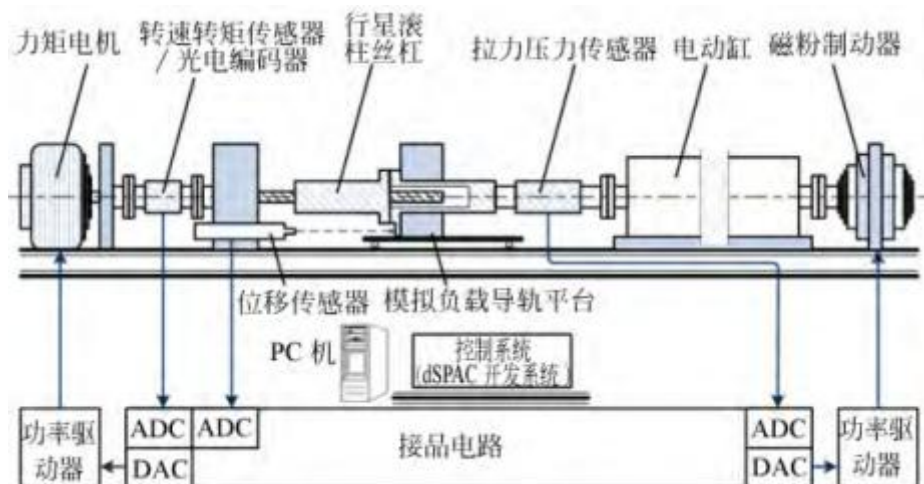 力矩电机
转速转矩传感器
/光电编码器
行星滚
柱丝杠
拉力压力传感器
电动缸
磁粉制动器
位移传感器
模拟负载导轨平台
PC 机
控制系统
(dSPAC 开发系统)
功率驱
动器
ADC
ADC
DAC
接品电路
ADC
DAC
功率驱
动器